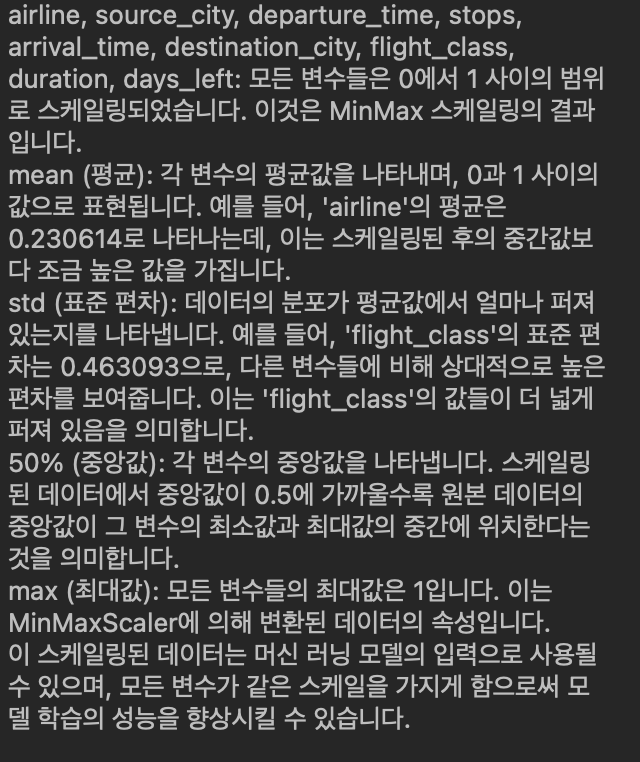 airline, source_city, departure_time, stops,
arrival_time, destination_city, flight_class,
duration, days_left: 모든 변수들은 0에서 1 사이의 범위
로 스케일링되었습니다. 이것은 MinMax 스케일링의 결과
입니다.
mean (평균): 각 변수의 평균값을 나타내며, 0과 1 사이의
값으로 표현됩니다. 예를 들어, 'airline'의 평균은
0.230614로 나타나는데, 이는 스케일링된 후의 중간값보
다 조금 높은 값을 가집니다.
std (표준 편차): 데이터의 분포가 평균값에서 얼마나 퍼져
있는지를 나타냅니다. 예를 들어, 'flight_class'의 표준 편
차는 0.463093으로, 다른 변수들에 비해 상대적으로 높은
편차를 보여줍니다. 이는 'flight_class'의 값들이 더 넓게
퍼져 있음을 의미합니다.
50% (중앙값): 각 변수의 중앙값을 나타냅니다. 스케일링
된 데이터에서 중앙값이 0.5에 가까울수록 원본 데이터의
중앙값이 그 변수의 최소값과 최대값의 중간에 위치한다는
것을 의미합니다.
max (최대값): 모든 변수들의 최대값은 1입니다. 이는
MinMaxScaler에 의해 변환된 데이터의 속성입니다.
이 스케일링된 데이터는 머신 러닝 모델의 입력으로 사용될
수 있으며, 모든 변수가 같은 스케일을 가지게 함으로써 모
델 학습의 성능을 향상시킬 수 있습니다.